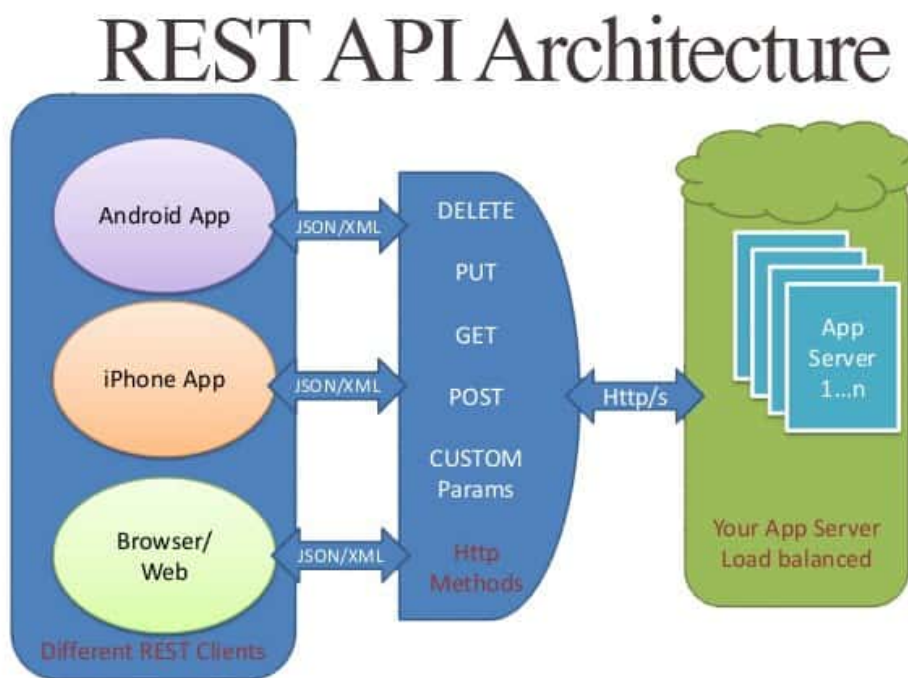 REST API Architecture
Android App
iPhone App
Browser/
Web
Different REST Clients
JSON/XML
JSON/XML
JSON/XML
DELETE
PUT
GET
POST
CUSTOM
Params
Http
Methods
Http/s
App
Server
1...n
Your App Server
Load balanced